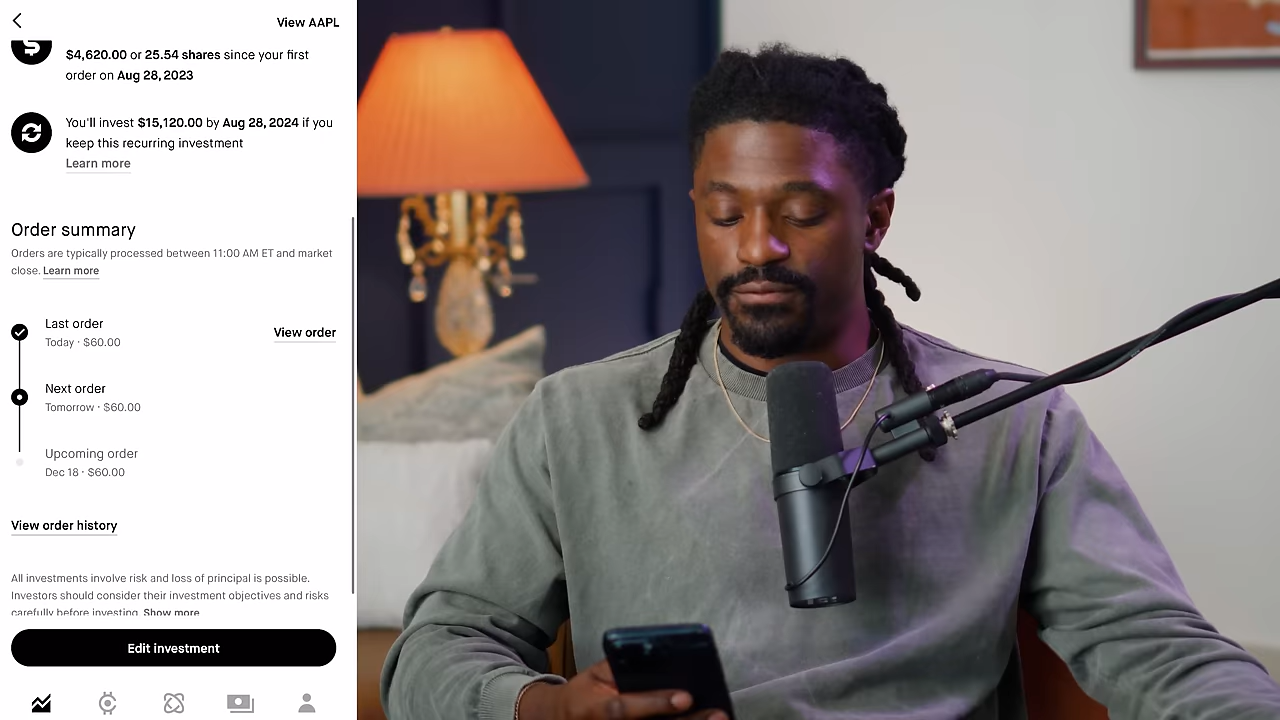 View AAPL
$4,620.00 or 25.54 shares since your first
order on Aug 28, 2023
You'll invest $15,120.00 by Aug 28, 2024 if you
keep this recurring investment
Learn more
Order summary
Orders are typically processed between 11:00 AM ET and market
close. Learn more
Last order
Today · $60.00
View order
Next order
Tomorrow · $60.00
Upcoming order
Dec 18 · $60.00
View order history
All investments involve risk and loss of principal is possible.
Investors should consider their investment objectives and risks
carefully before investing. Show more
Edit investment